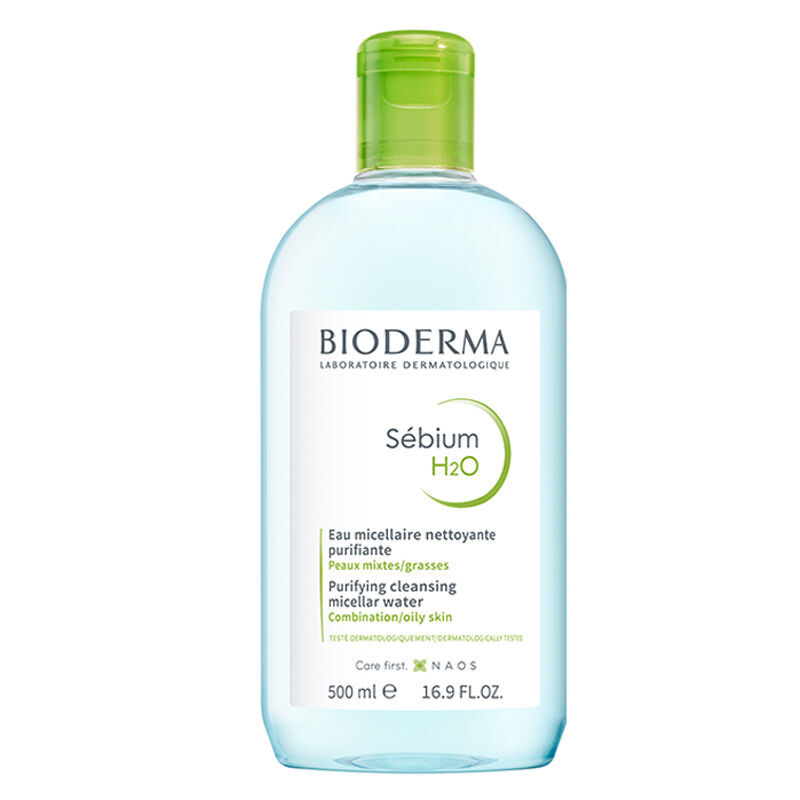 BIODERMA
LABORATOIRE DERMATOLOGIQUE
Sébium
H2O
Eau micellaire nettoyante
purifiante
Peaux mixtes/grasses
Purifying cleansing
micellar water
Combination/oily skin
TESTÉ DERMATOLOGIQUEMENT/DERMATOLOGICALLY TESTED
Care first. NAOS
500 ml ℮ 16.9 FL.OZ.